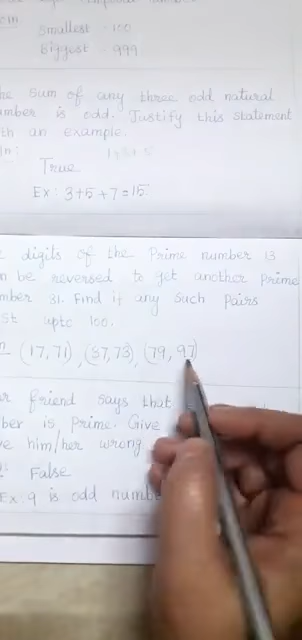 Smallest - 100
Biggest - 999
he sum of any three odd natural
umber is odd. Justify this statement
th an example.
True
Ex: 3+5+7=15.
digits of the Prime number 13
n be reversed to get another prime
mber 31. Find if any such pairs
st upto 100.
(17,71), (37,73), (79,97)
friend says that
ber is Prime. Give
ve him/her wrong
False
Ex: 9 is odd numbe